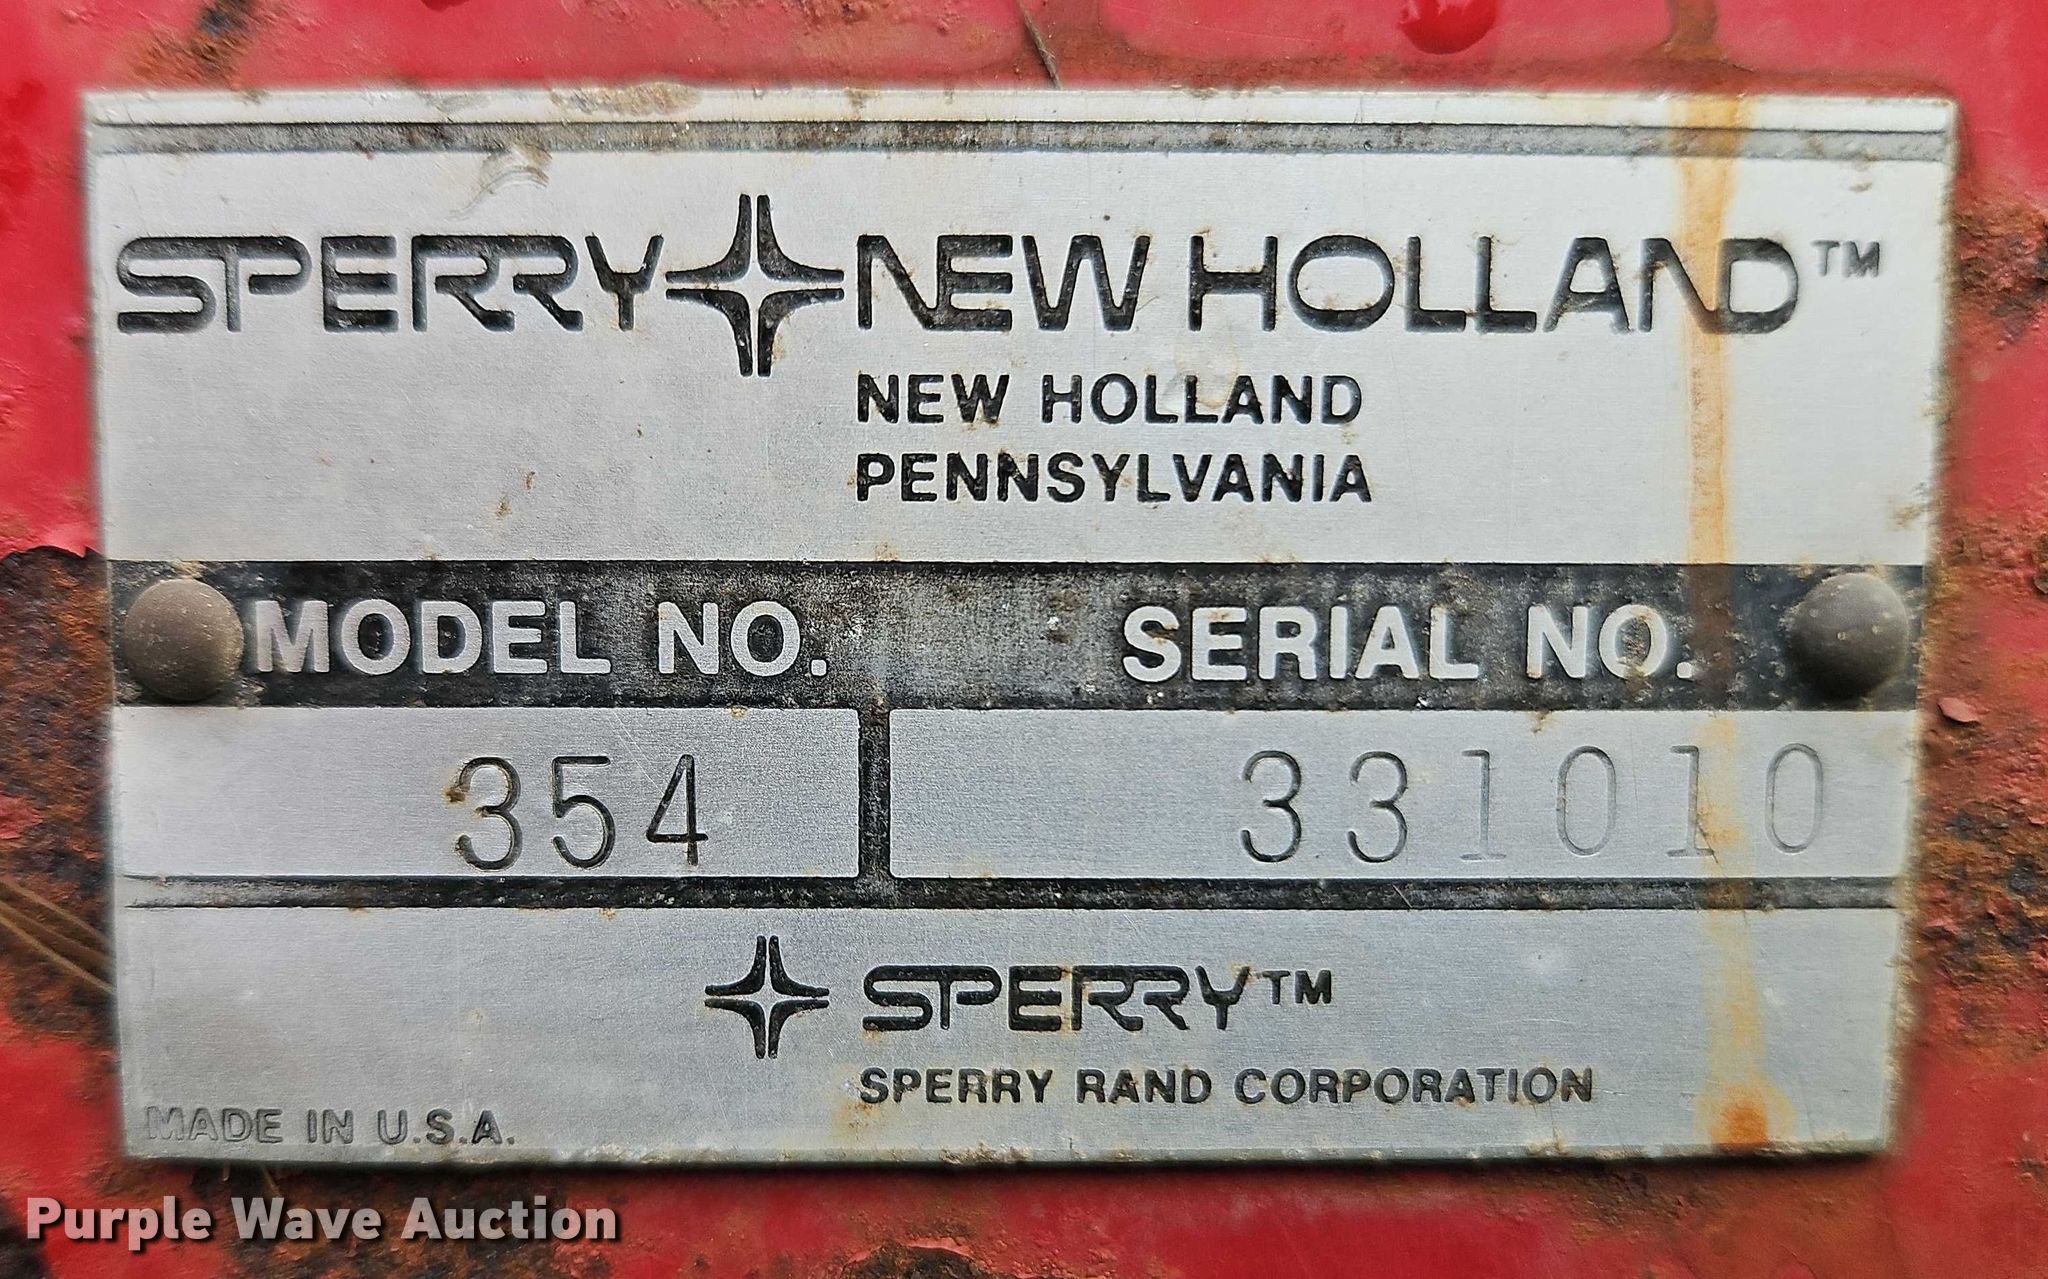 SPERRY NEW HOLLAND™
NEW HOLLAND
PENNSYLVANIA
MODEL NO. SERIAL NO.
354 331010
SPERRY™
SPERRY RAND CORPORATION
MADE IN U.S.A.
Purple Wave Auction